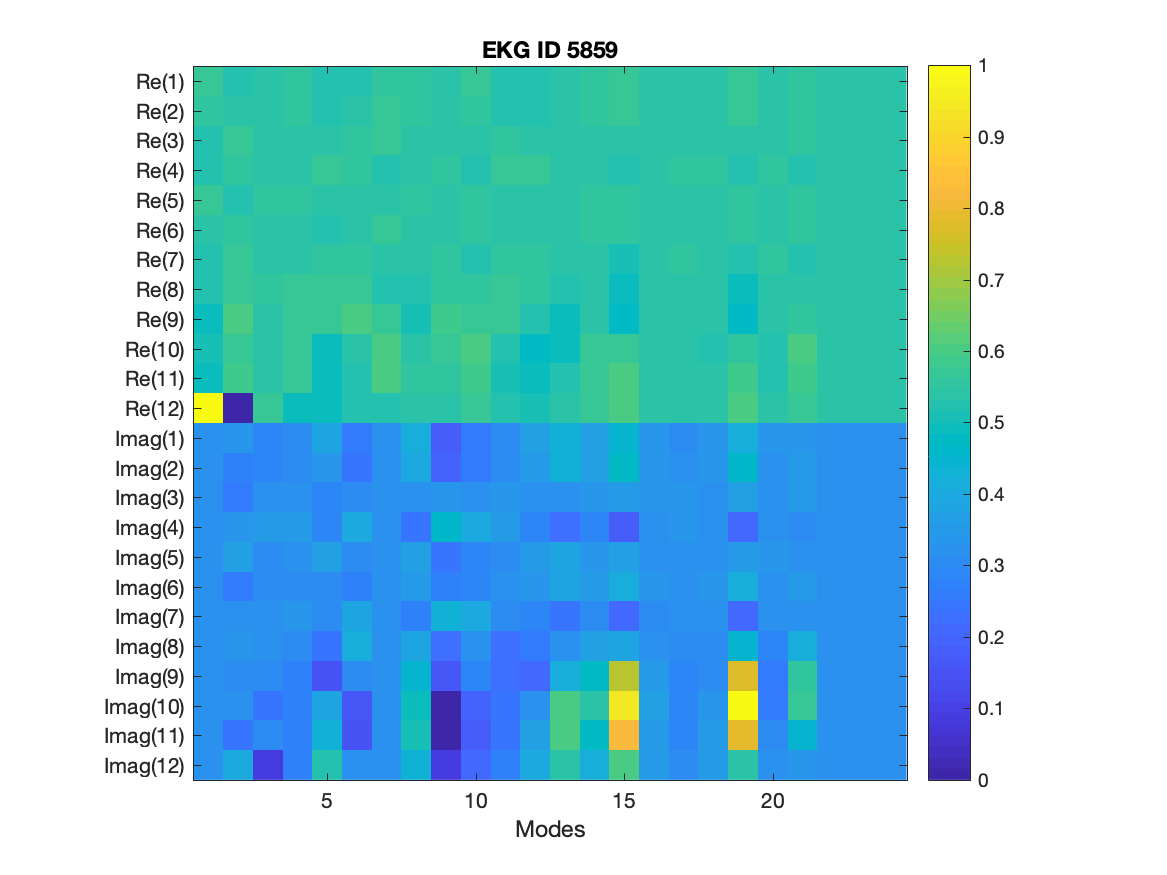 EKG ID 5859
Re(1)
Re(2)
Re(3)
Re(4)
Re(5)
Re(6)
Re(7)
Re(8)
Re(9)
Re(10)
Re(11)
Re(12)
Imag(1)
Imag(2)
Imag(3)
Imag(4)
Imag(5)
Imag(6)
Imag(7)
Imag(8)
Imag(9)
Imag(10)
Imag(11)
Imag(12)
5 10 15 20
Modes
1
0.9
0.8
0.7
0.6
0.5
0.4
0.3
0.2
0.1
0